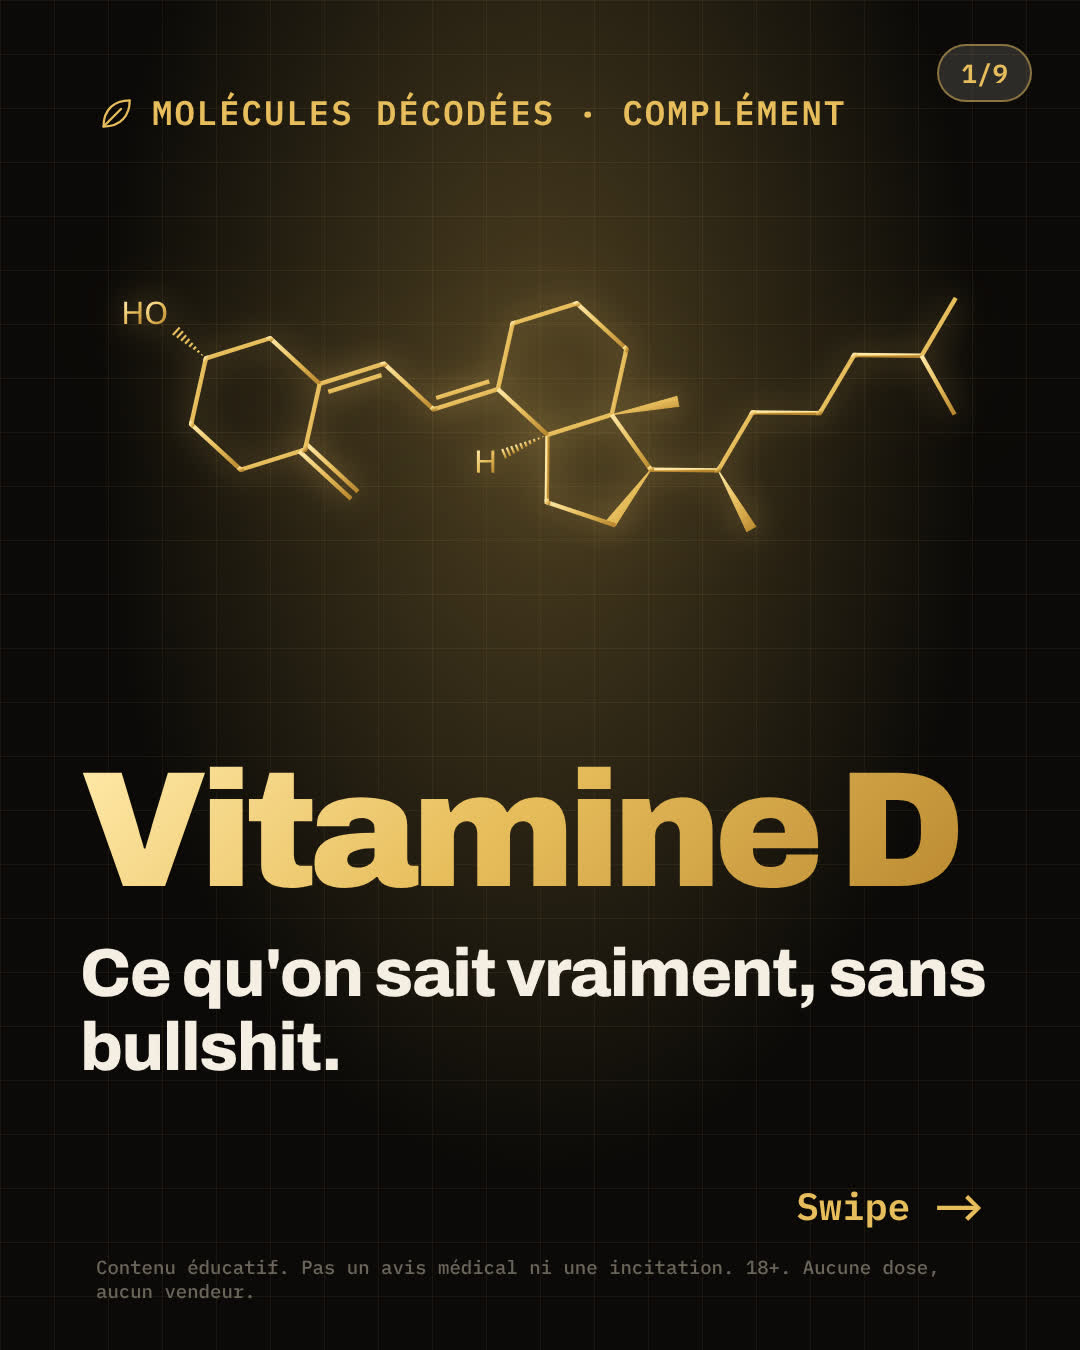 1/9
MOLÉCULES DÉCODÉES · COMPLÉMENT
HO
H
Vitamine D
Ce qu'on sait vraiment, sans
bullshit.
Swipe →
Contenu éducatif. Pas un avis médical ni une incitation. 18+. Aucune dose,
aucun vendeur.